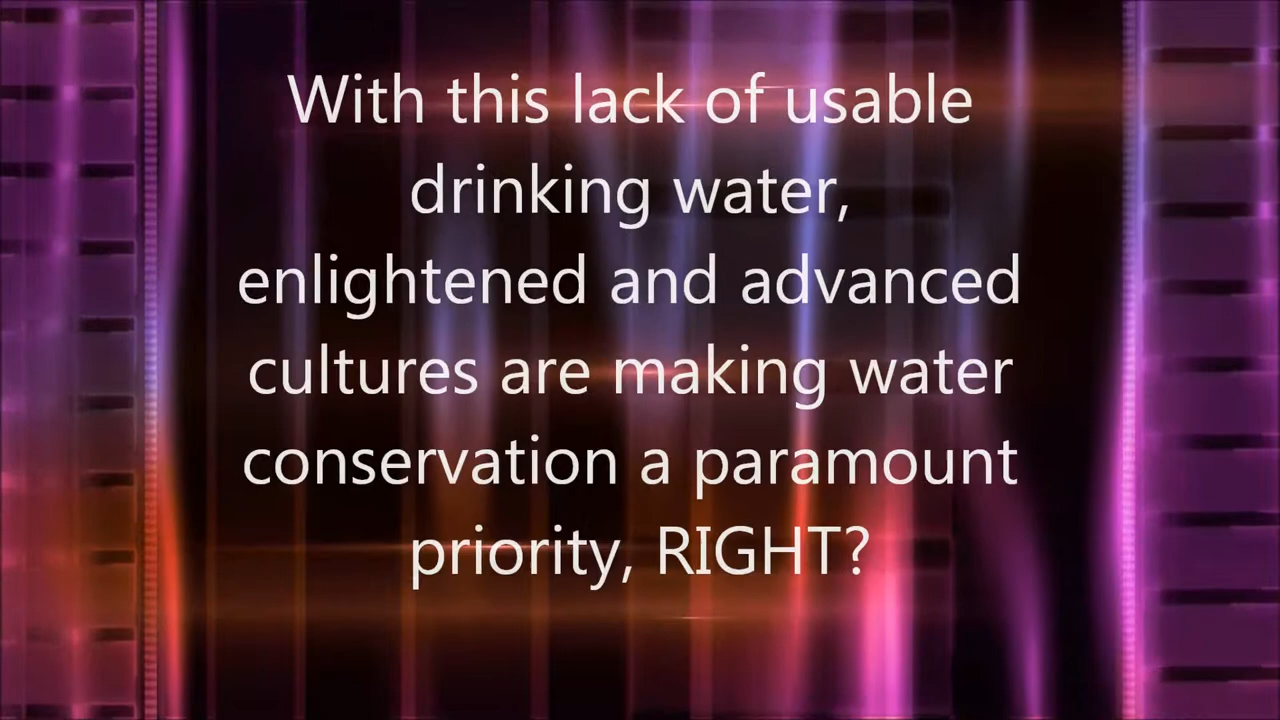 With this lack of usable
drinking water,
enlightened and advanced
cultures are making water
conservation a paramount
priority, RIGHT?